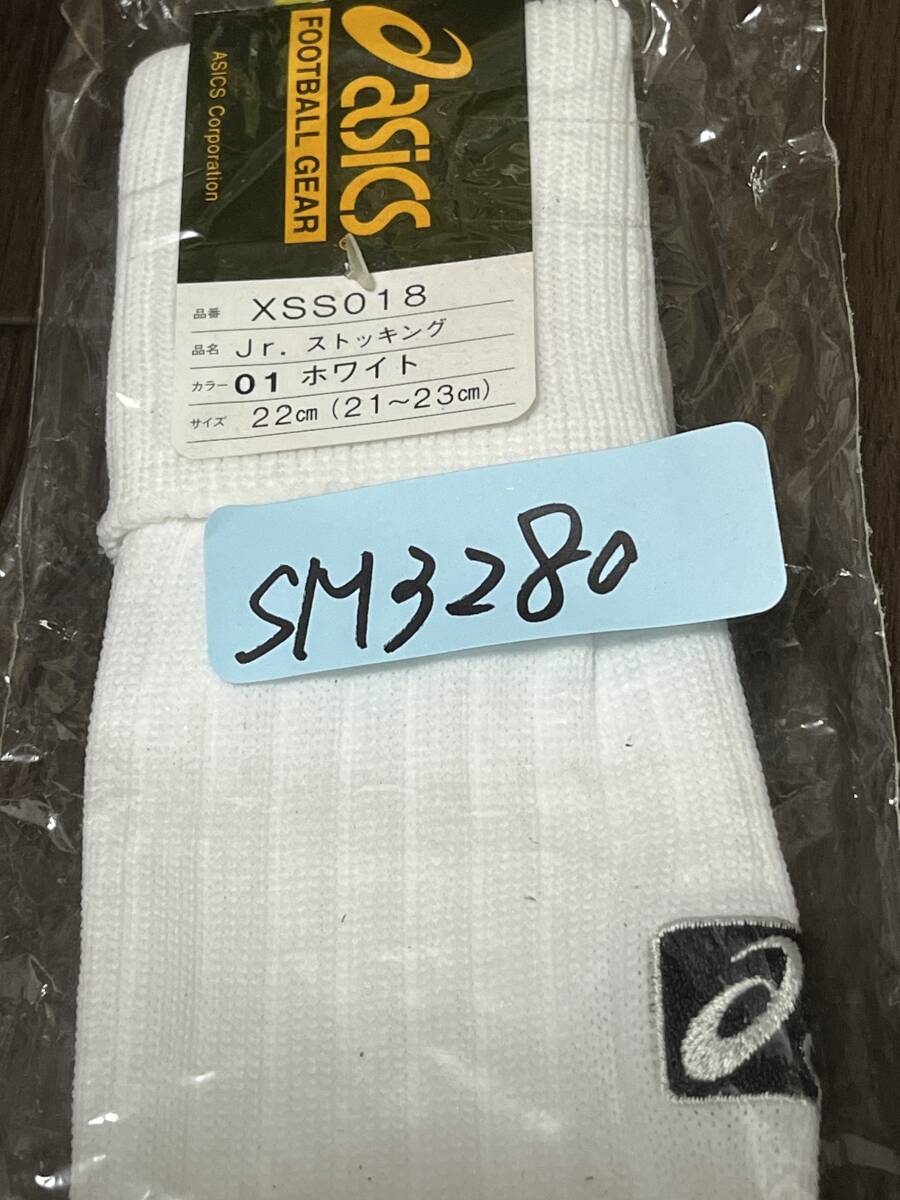 asics
FOOTBALL GEAR
ASICS Corporation
品番 XSS018
品名 Jr. ストッキング
カラー 01 ホワイト
サイズ 22cm (21～23cm)
SM3280